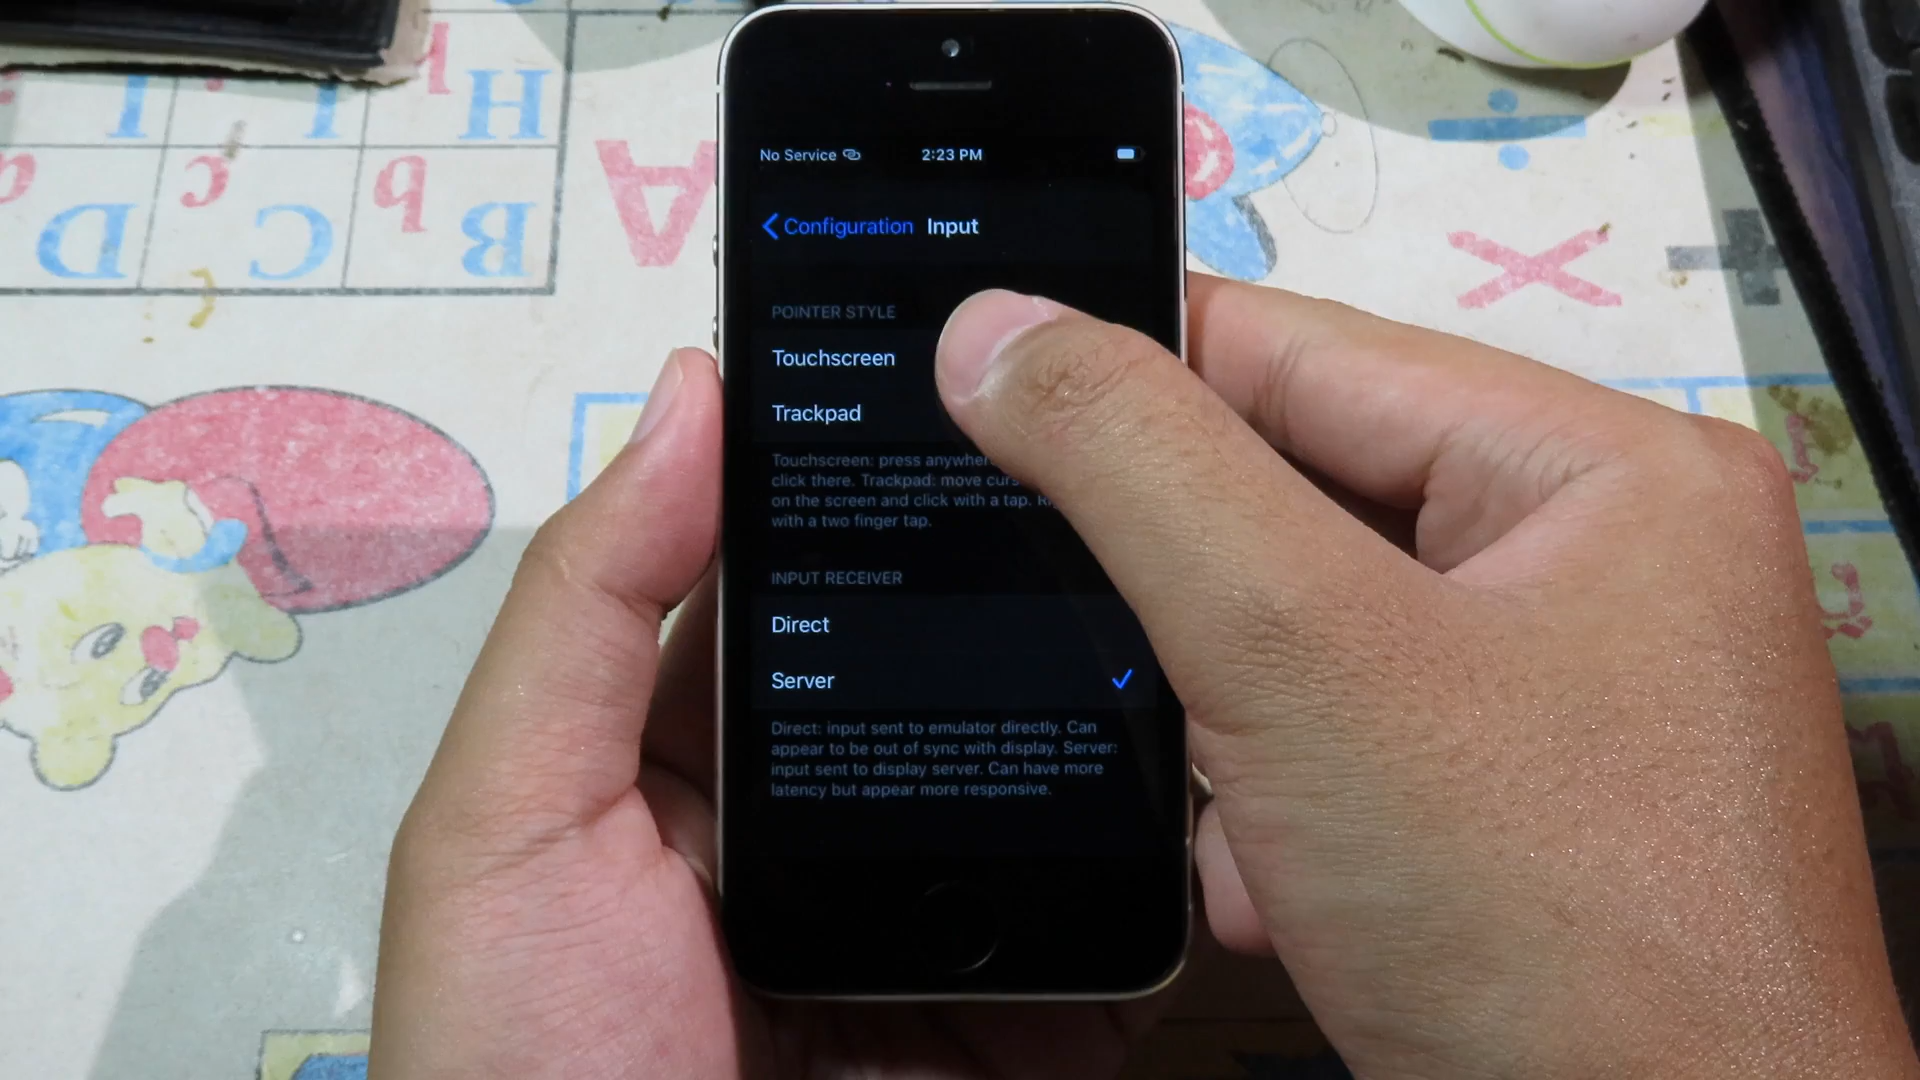 No Service 2:23 PM
Configuration Input
POINTER STYLE
Touchscreen
Trackpad
Touchscreen: press anywher
click there. Trackpad: move curs
on the screen and click with a tap.
with a two finger tap.
INPUT RECEIVER
Direct
Server
Direct: input sent to emulator directly. Can
appear to be out of sync with display. Server:
input sent to display server. Can have more
latency but appear more responsive.
h
H
I
I
A
a
c
b
D
C
B
÷
×
+